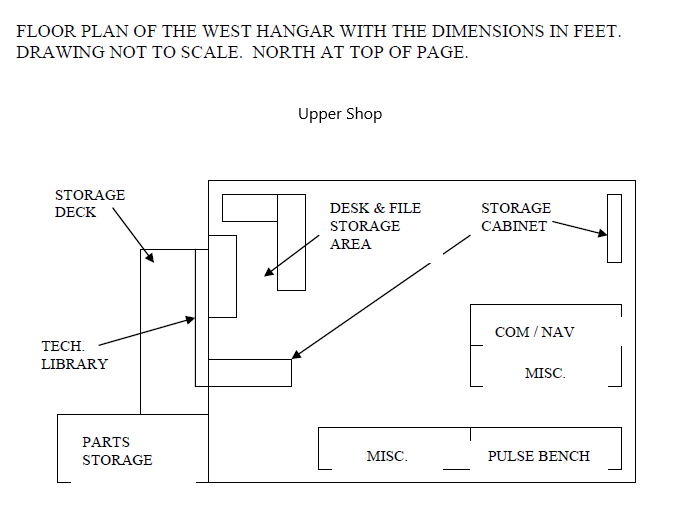 FLOOR PLAN OF THE WEST HANGAR WITH THE DIMENSIONS IN FEET.
DRAWING NOT TO SCALE.  NORTH AT TOP OF PAGE.
Upper Shop
STORAGE
DECK
DESK & FILE
STORAGE
AREA
STORAGE
CABINET
TECH.
LIBRARY
COM / NAV
MISC.
PARTS
STORAGE
MISC.
PULSE BENCH